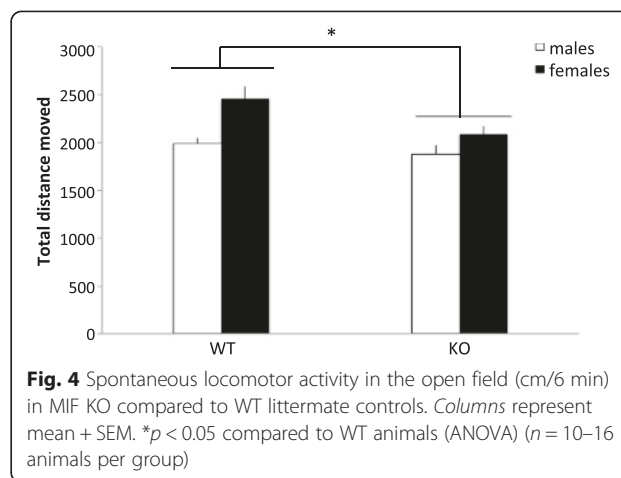 *
3000
2500
2000
1500
1000
500
0
Total distance moved
males
females
WT
KO
Fig. 4 Spontaneous locomotor activity in the open field (cm/6 min)
in MIF KO compared to WT littermate controls. Columns represent
mean + SEM. *p < 0.05 compared to WT animals (ANOVA) (n = 10–16
animals per group)